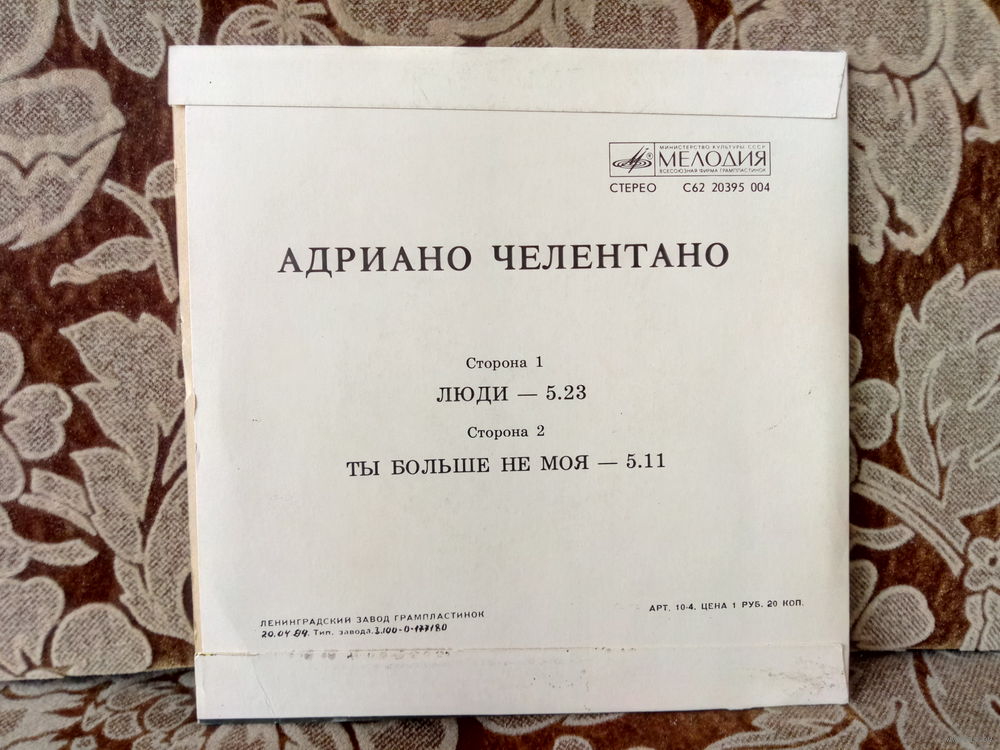 МИНИСТЕРСТВО КУЛЬТУРЫ СССР
МЕЛОДИЯ
ВСЕСОЮЗНАЯ ФИРМА ГРАМПЛАСТИНОК
СТЕРЕО С62 20395 004
АДРИАНО ЧЕЛЕНТАНО
Сторона 1
ЛЮДИ — 5.23
Сторона 2
ТЫ БОЛЬШЕ НЕ МОЯ — 5.11
АРТ. 10-4. ЦЕНА 1 РУБ. 20 КОП.
ЛЕНИНГРАДСКИЙ ЗАВОД ГРАМПЛАСТИНОК
20.04.84. Тип. завода.